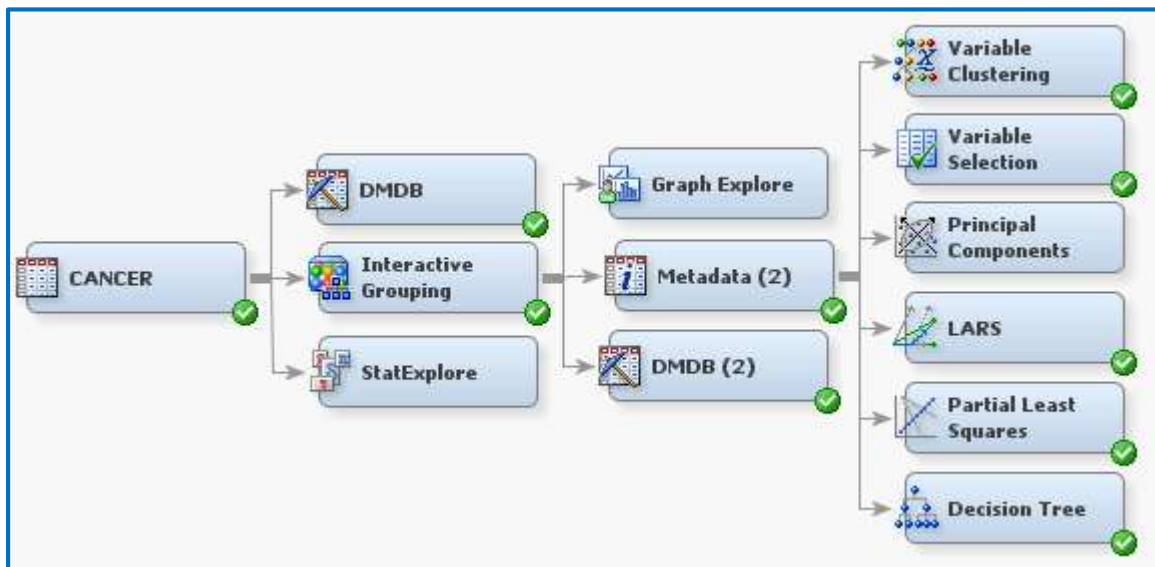 CANCER
DMDB
Interactive
Grouping
StatExplore
Graph Explore
Metadata (2)
DMDB (2)
Variable
Clustering
Variable
Selection
Principal
Components
LARS
Partial Least
Squares
Decision Tree